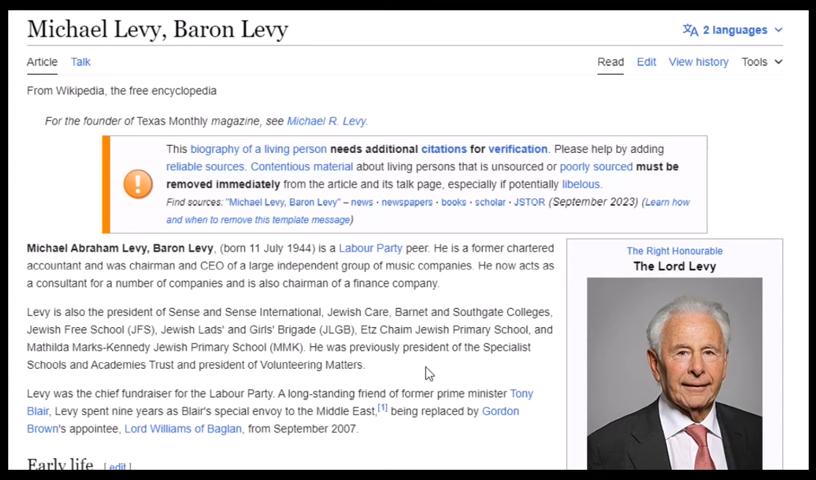 Michael Levy, Baron Levy
2 languages
Article Talk Read Edit View history Tools
From Wikipedia, the free encyclopedia
For the founder of Texas Monthly magazine, see Michael R. Levy.
This biography of a living person needs additional citations for verification. Please help by adding
reliable sources. Contentious material about living persons that is unsourced or poorly sourced must be
removed immediately from the article and its talk page, especially if potentially libelous.
Find sources: "Michael Levy, Baron Levy" – news · newspapers · books · scholar · JSTOR (September 2023) (Learn how
and when to remove this template message)
Michael Abraham Levy, Baron Levy, (born 11 July 1944) is a Labour Party peer. He is a former chartered
accountant and was chairman and CEO of a large independent group of music companies. He now acts as
a consultant for a number of companies and is also chairman of a finance company.
Levy is also the president of Sense and Sense International, Jewish Care, Barnet and Southgate Colleges,
Jewish Free School (JFS), Jewish Lads' and Girls' Brigade (JLGB), Etz Chaim Jewish Primary School, and
Mathilda Marks-Kennedy Jewish Primary School (MMK). He was previously president of the Specialist
Schools and Academies Trust and president of Volunteering Matters.
Levy was the chief fundraiser for the Labour Party. A long-standing friend of former prime minister Tony
Blair, Levy spent nine years as Blair's special envoy to the Middle East,[1] being replaced by Gordon
Brown's appointee, Lord Williams of Baglan, from September 2007.
Early life [edit]
The Right Honourable
The Lord Levy